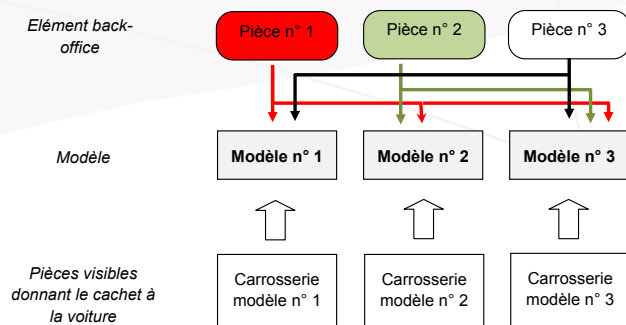 Elément back-
office
Pièce n° 1
Pièce n° 2
Pièce n° 3
Modèle
Modèle n° 1
Modèle n° 2
Modèle n° 3
Pièces visibles
donnant le cachet à
la voiture
Carrosserie
modèle n° 1
Carrosserie
modèle n° 2
Carrosserie
modèle n° 3